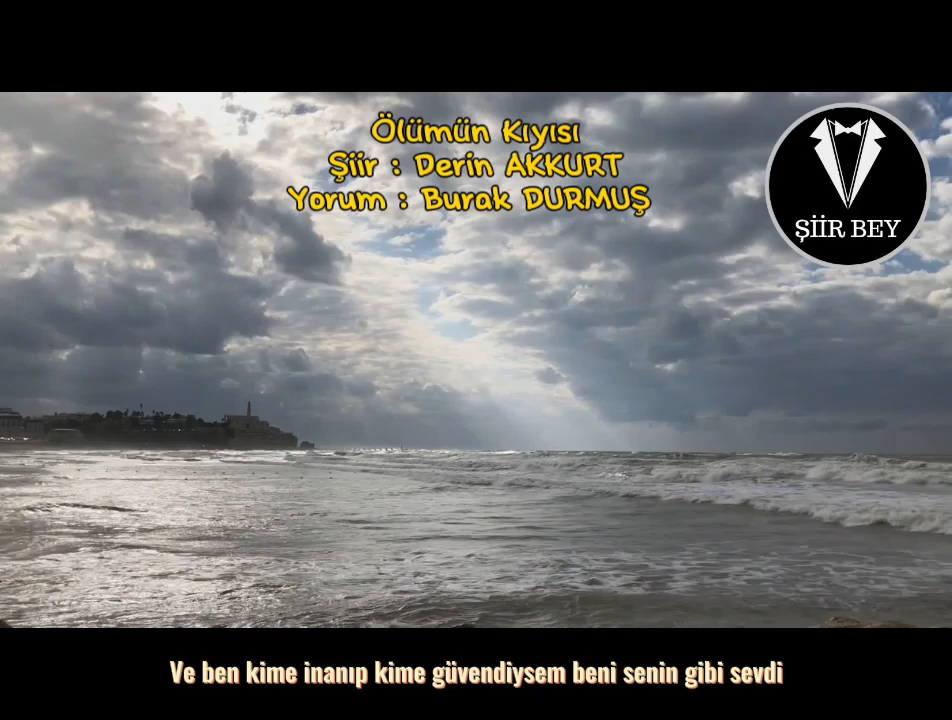 Ölümün Kıyısı
Şiir : Derin AKKURT
Yorum : Burak DURMUŞ
ŞİİR BEY
Ve ben kime inanıp kime güvendiysem beni senin gibi sevdi